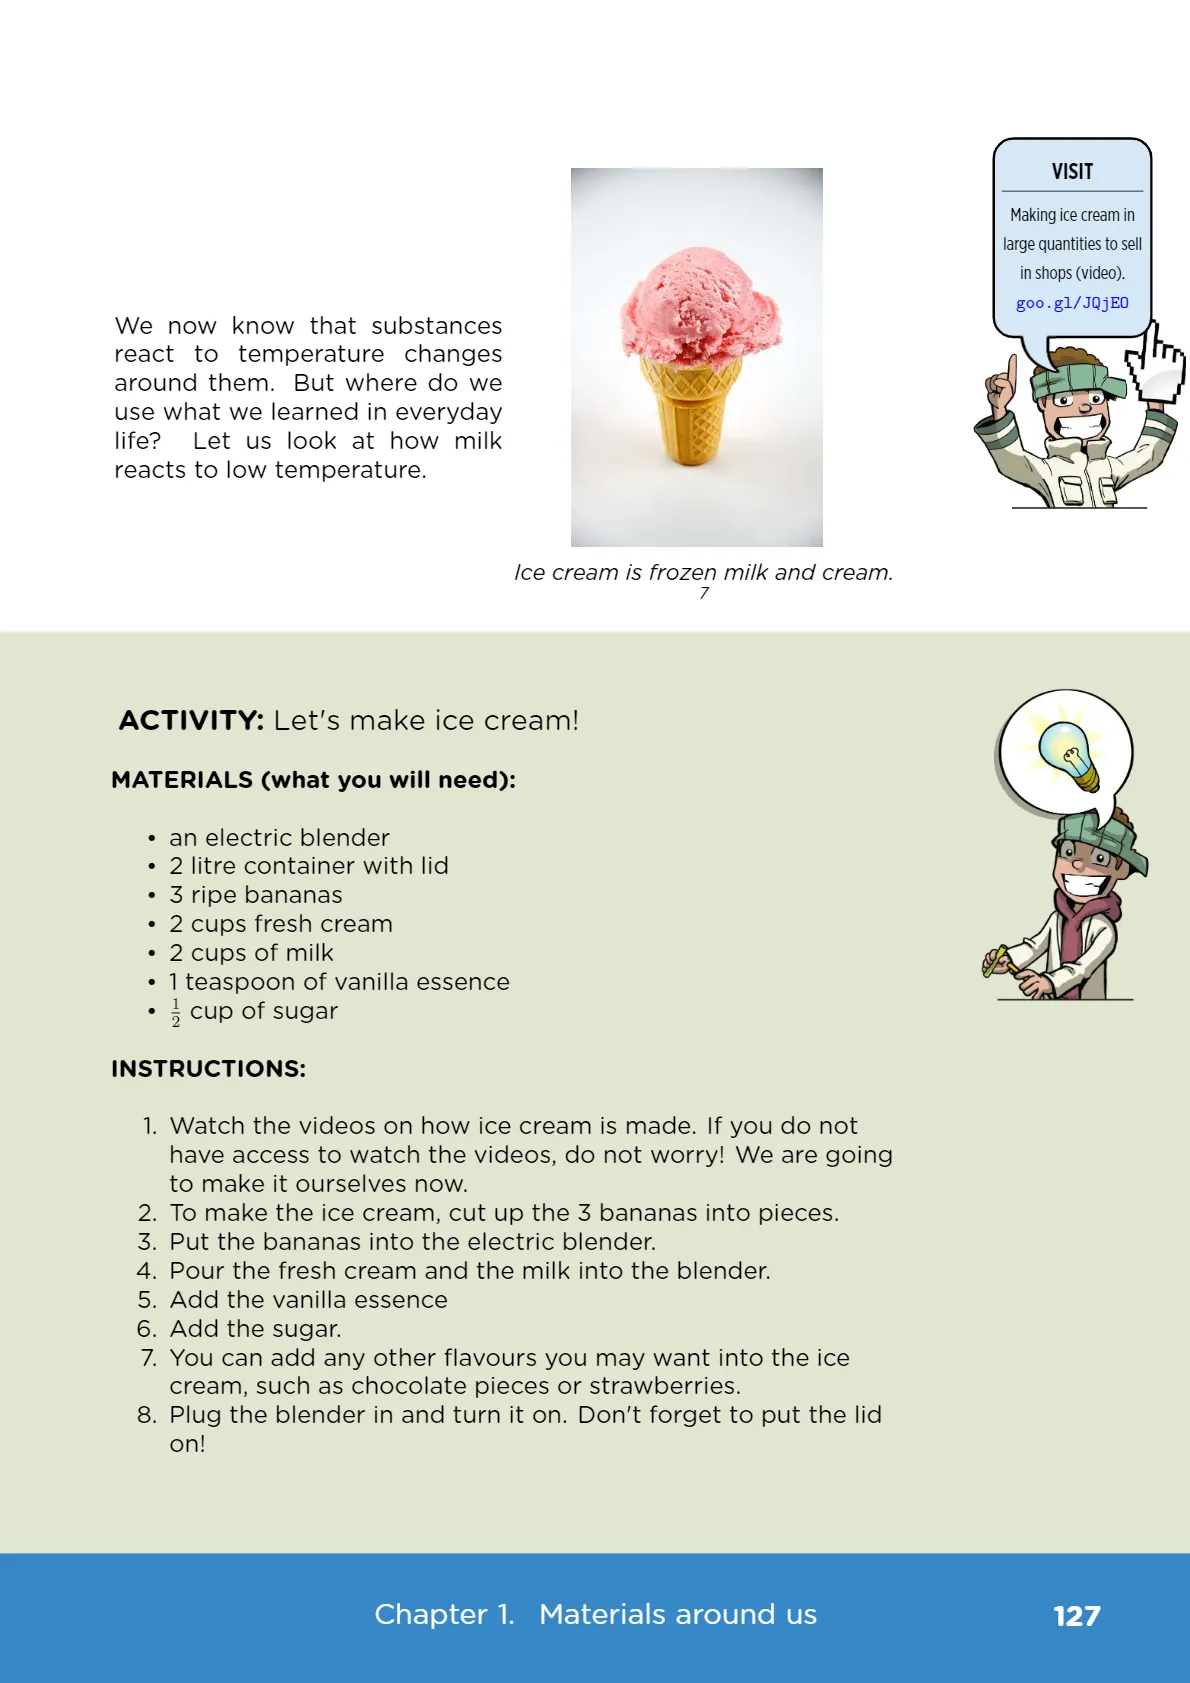 We now know that substances
react to temperature changes
around them. But where do we
use what we learned in everyday
life? Let us look at how milk
reacts to low temperature.
Ice cream is frozen milk and cream.
7
VISIT
Making ice cream in
large quantities to sell
in shops (video).
goo.gl/JQjEO
ACTIVITY: Let's make ice cream!
MATERIALS (what you will need):
• an electric blender
• 2 litre container with lid
• 3 ripe bananas
• 2 cups fresh cream
• 2 cups of milk
• 1 teaspoon of vanilla essence
• 1/2 cup of sugar
INSTRUCTIONS:
1. Watch the videos on how ice cream is made. If you do not
have access to watch the videos, do not worry! We are going
to make it ourselves now.
2. To make the ice cream, cut up the 3 bananas into pieces.
3. Put the bananas into the electric blender.
4. Pour the fresh cream and the milk into the blender.
5. Add the vanilla essence
6. Add the sugar.
7. You can add any other flavours you may want into the ice
cream, such as chocolate pieces or strawberries.
8. Plug the blender in and turn it on. Don't forget to put the lid
on!
Chapter 1. Materials around us
127